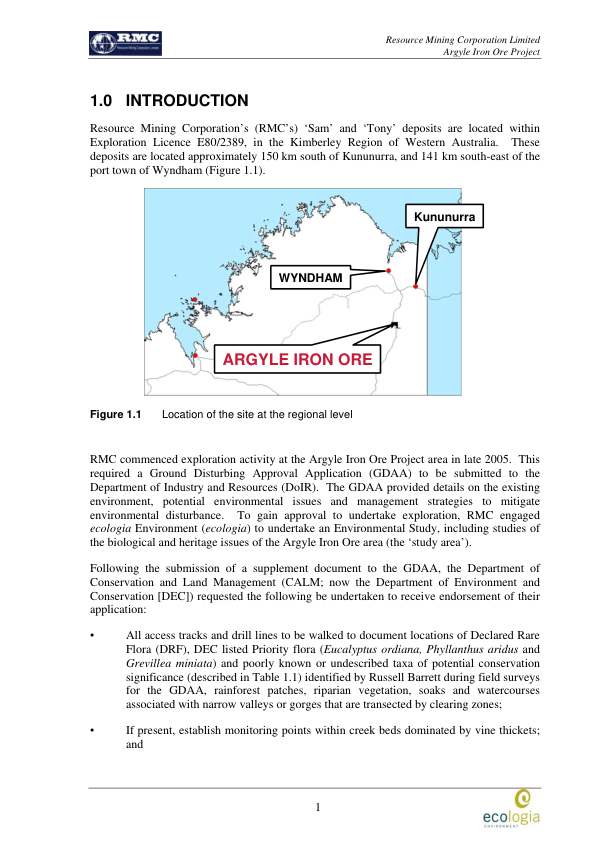 RMC
Resource Mining Corporation Limited
Resource Mining Corporation Limited
Argyle Iron Ore Project
1.0 INTRODUCTION
Resource Mining Corporation's (RMC's) 'Sam' and 'Tony' deposits are located within
Exploration Licence E80/2389, in the Kimberley Region of Western Australia. These
deposits are located approximately 150 km south of Kununurra, and 141 km south-east of the
port town of Wyndham (Figure 1.1).
Kununurra
WYNDHAM
ARGYLE IRON ORE
Figure 1.1 Location of the site at the regional level
RMC commenced exploration activity at the Argyle Iron Ore Project area in late 2005. This
required a Ground Disturbing Approval Application (GDAA) to be submitted to the
Department of Industry and Resources (DoIR). The GDAA provided details on the existing
environment, potential environmental issues and management strategies to mitigate
environmental disturbance. To gain approval to undertake exploration, RMC engaged
ecologia Environment (ecologia) to undertake an Environmental Study, including studies of
the biological and heritage issues of the Argyle Iron Ore area (the 'study area').
Following the submission of a supplement document to the GDAA, the Department of
Conservation and Land Management (CALM; now the Department of Environment and
Conservation [DEC]) requested the following be undertaken to receive endorsement of their
application:
• All access tracks and drill lines to be walked to document locations of Declared Rare
Flora (DRF), DEC listed Priority flora (Eucalyptus ordiana, Phyllanthus aridus and
Grevillea miniata) and poorly known or undescribed taxa of potential conservation
significance (described in Table 1.1) identified by Russell Barrett during field surveys
for the GDAA, rainforest patches, riparian vegetation, soaks and watercourses
associated with narrow valleys or gorges that are transected by clearing zones;
• If present, establish monitoring points within creek beds dominated by vine thickets;
and
1
ecologia
ENVIRONMENT